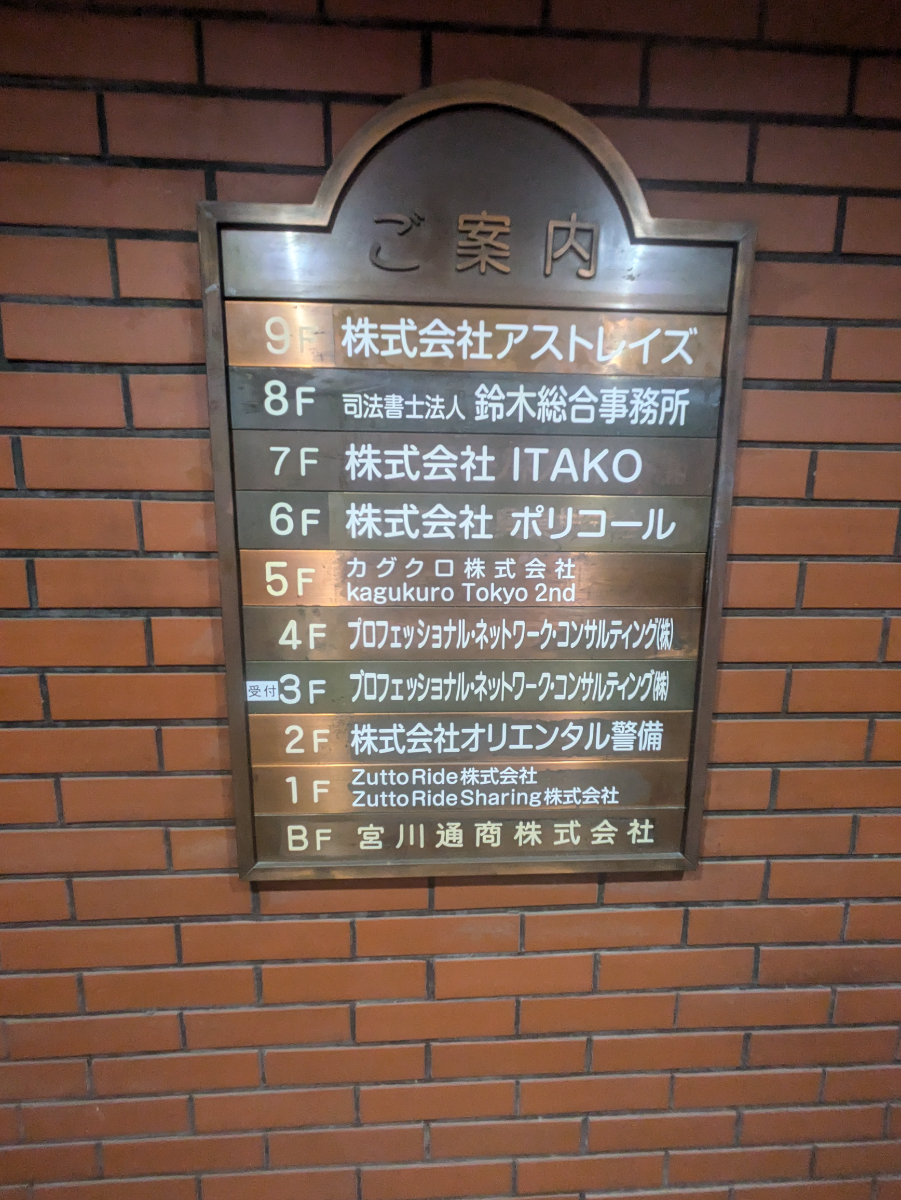 ご案内
9F 株式会社アストレイズ
8F 司法書士法人 鈴木総合事務所
7F 株式会社 ITAKO
6F 株式会社 ポリコール
5F カグクロ株式会社
kagukuro Tokyo 2nd
4F プロフェッショナル・ネットワーク・コンサルティング(株)
受付 3F プロフェッショナル・ネットワーク・コンサルティング(株)
2F 株式会社オリエンタル警備
1F ZuttoRide株式会社
ZuttoRideSharing株式会社
BF 宮川通商株式会社